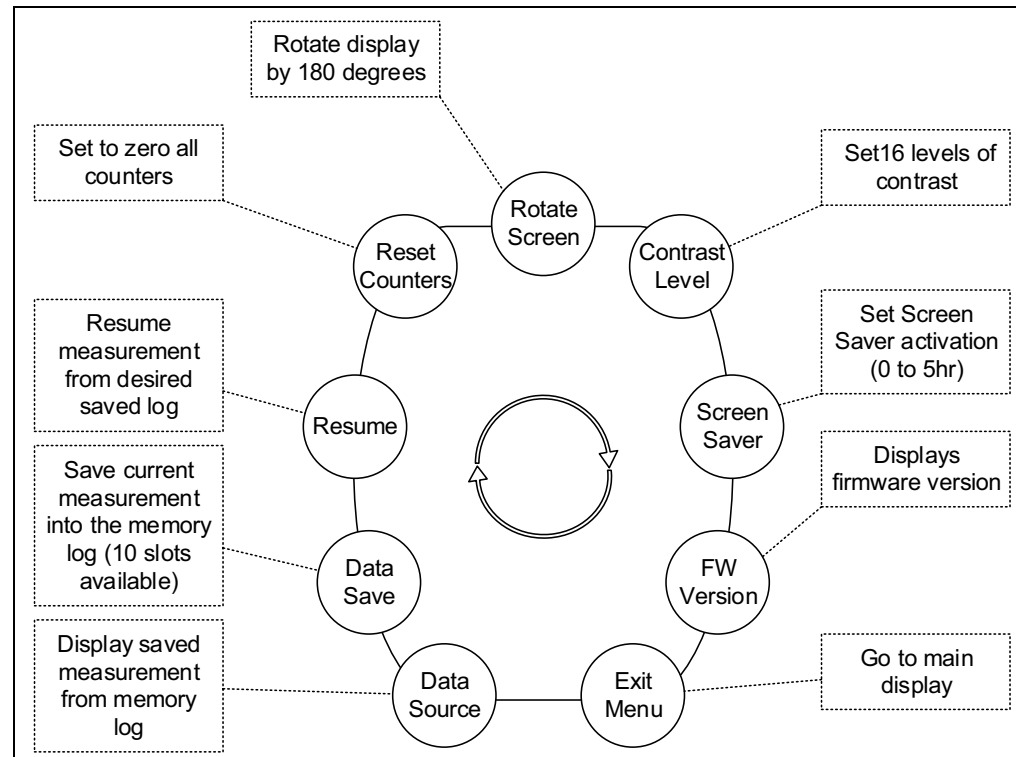 Rotate display
by 180 degrees
Set to zero all
counters
Set16 levels of
contrast
Rotate
Screen
Reset
Counters
Contrast
Level
Resume
measurement
from desired
saved log
Set Screen
Saver activation
(0 to 5hr)
Resume
Screen
Saver
Save current
measurement
into the memory
log (10 slots
available)
Displays
firmware version
Data
Save
FW
Version
Display saved
measurement
from memory
log
Data
Source
Exit
Menu
Go to main
display